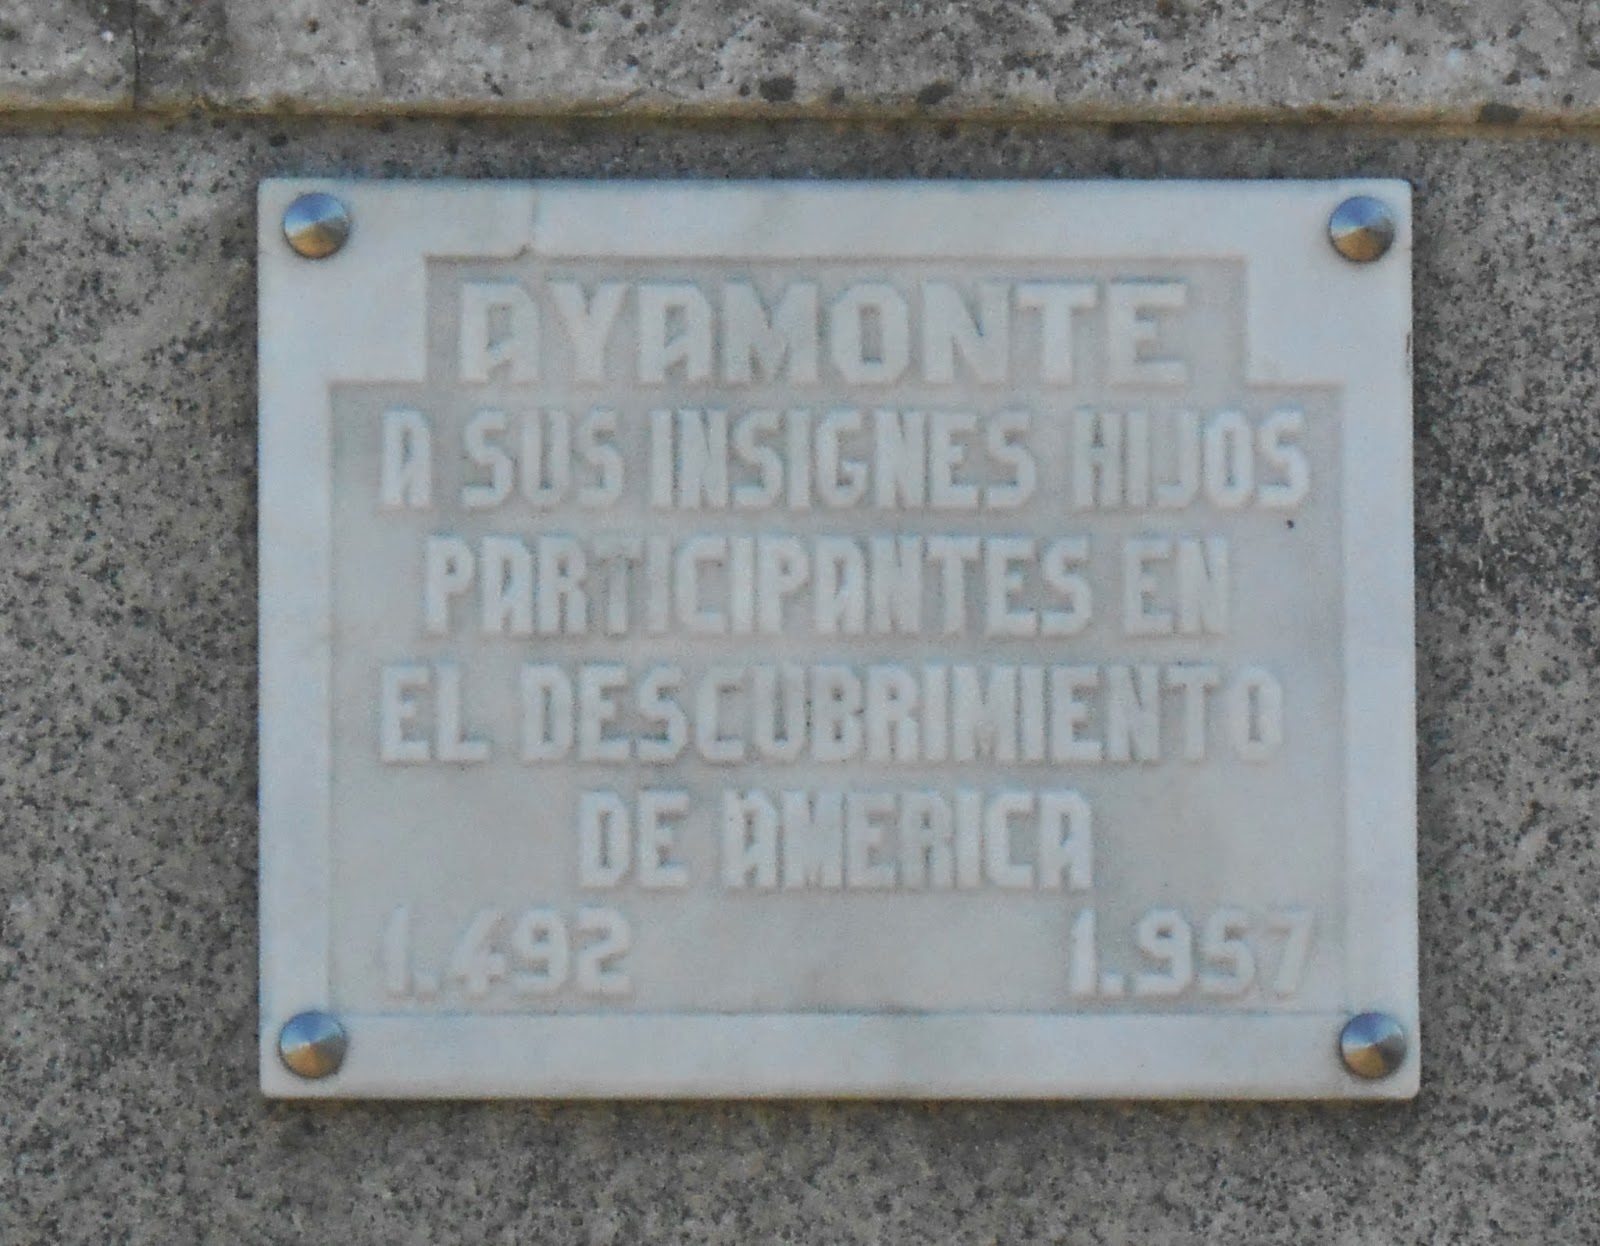 AYAMONTE
A SUS INSIGNES HIJOS
PARTICIPANTES EN
EL DESCUBRIMIENTO
DE AMERICA
1.492 1.957